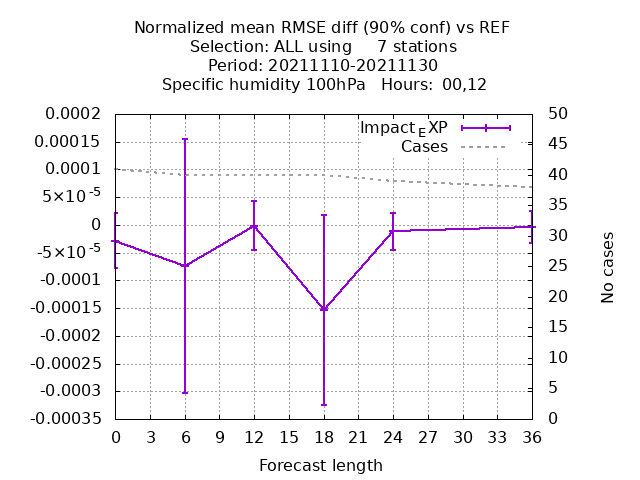 Normalized mean RMSE diff (90% conf) vs REF
Selection: ALL using 7 stations
Period: 20211110-20211130
Specific humidity 100hPa Hours: 00,12
0.0002
0.00015
0.0001
5×10⁻⁵
0
-5×10⁻⁵
-0.0001
-0.00015
-0.0002
-0.00025
-0.0003
-0.00035
Impact_EXP
Cases
50
45
40
35
30
25
20
15
10
5
0
No cases
0 3 6 9 12 15 18 21 24 27 30 33 36
Forecast length